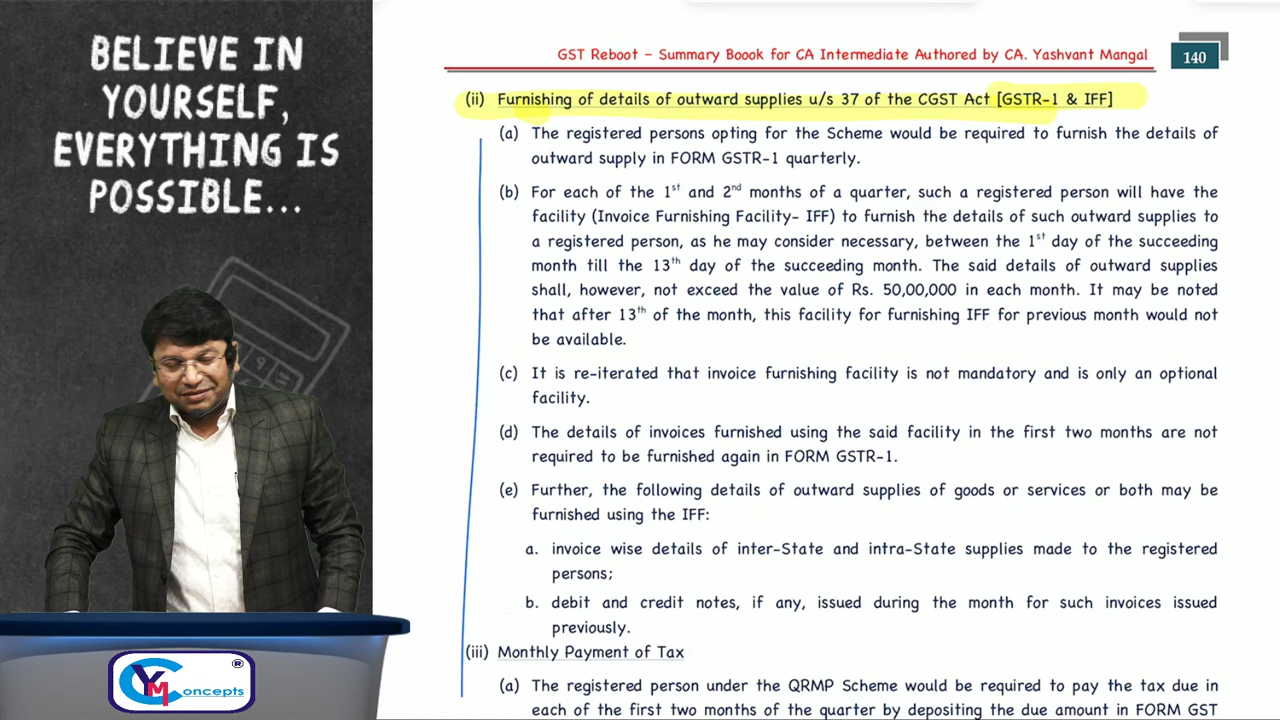 BELIEVE IN
YOURSELF,
EVERYTHING IS
POSSIBLE...
GST Reboot – Summary Boook for CA Intermediate Authored by CA. Yashvant Mangal
140
(ii) Furnishing of details of outward supplies u/s 37 of the CGST Act [GSTR-1 & IFF]
(a) The registered persons opting for the Scheme would be required to furnish the details of
outward supply in FORM GSTR-1 quarterly.
(b) For each of the 1st and 2nd months of a quarter, such a registered person will have the
facility (Invoice Furnishing Facility- IFF) to furnish the details of such outward supplies to
a registered person, as he may consider necessary, between the 1st day of the succeeding
month till the 13th day of the succeeding month. The said details of outward supplies
shall, however, not exceed the value of Rs. 50,00,000 in each month. It may be noted
that after 13th of the month, this facility for furnishing IFF for previous month would not
be available.
(c) It is re-iterated that invoice furnishing facility is not mandatory and is only an optional
facility.
(d) The details of invoices furnished using the said facility in the first two months are not
required to be furnished again in FORM GSTR-1.
(e) Further, the following details of outward supplies of goods or services or both may be
furnished using the IFF:
a. invoice wise details of inter-State and intra-State supplies made to the registered
persons;
b. debit and credit notes, if any, issued during the month for such invoices issued
previously.
(iii) Monthly Payment of Tax
(a) The registered person under the QRMP Scheme would be required to pay the tax due in
each of the first two months of the quarter by depositing the due amount in FORM GST
YM Concepts ®